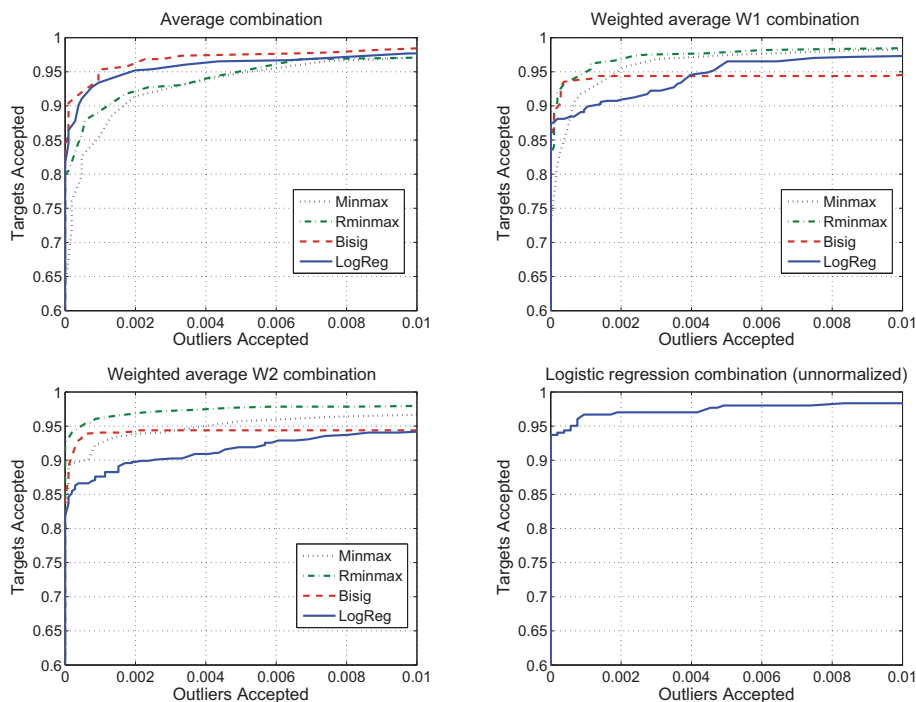 Average combination
Targets Accepted
1
0.95
0.9
0.85
0.8
0.75
0.7
0.65
0.6
Minmax
Rminmax
Bisig
LogReg
0 0.002 0.004 0.006 0.008 0.01
Outliers Accepted
Weighted average W1 combination
Targets Accepted
1
0.95
0.9
0.85
0.8
0.75
0.7
0.65
0.6
Minmax
Rminmax
Bisig
LogReg
0 0.002 0.004 0.006 0.008 0.01
Outliers Accepted
Weighted average W2 combination
Targets Accepted
1
0.95
0.9
0.85
0.8
0.75
0.7
0.65
0.6
Minmax
Rminmax
Bisig
LogReg
0 0.002 0.004 0.006 0.008 0.01
Outliers Accepted
Logistic regression combination (unnormalized)
Targets Accepted
1
0.95
0.9
0.85
0.8
0.75
0.7
0.65
0.6
0 0.002 0.004 0.006 0.008 0.01
Outliers Accepted